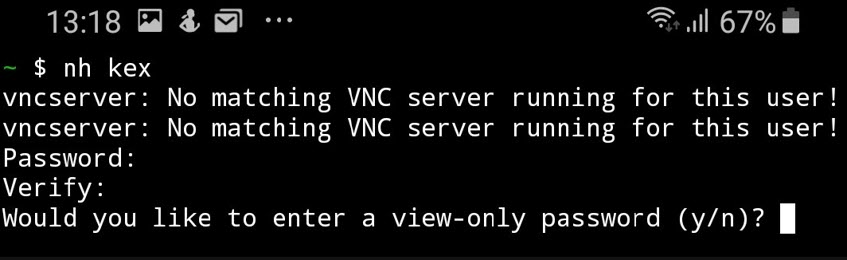 13:18 ... 67%
~ $ nh kex
vncserver: No matching VNC server running for this user!
vncserver: No matching VNC server running for this user!
Password:
Verify:
Would you like to enter a view-only password (y/n)?